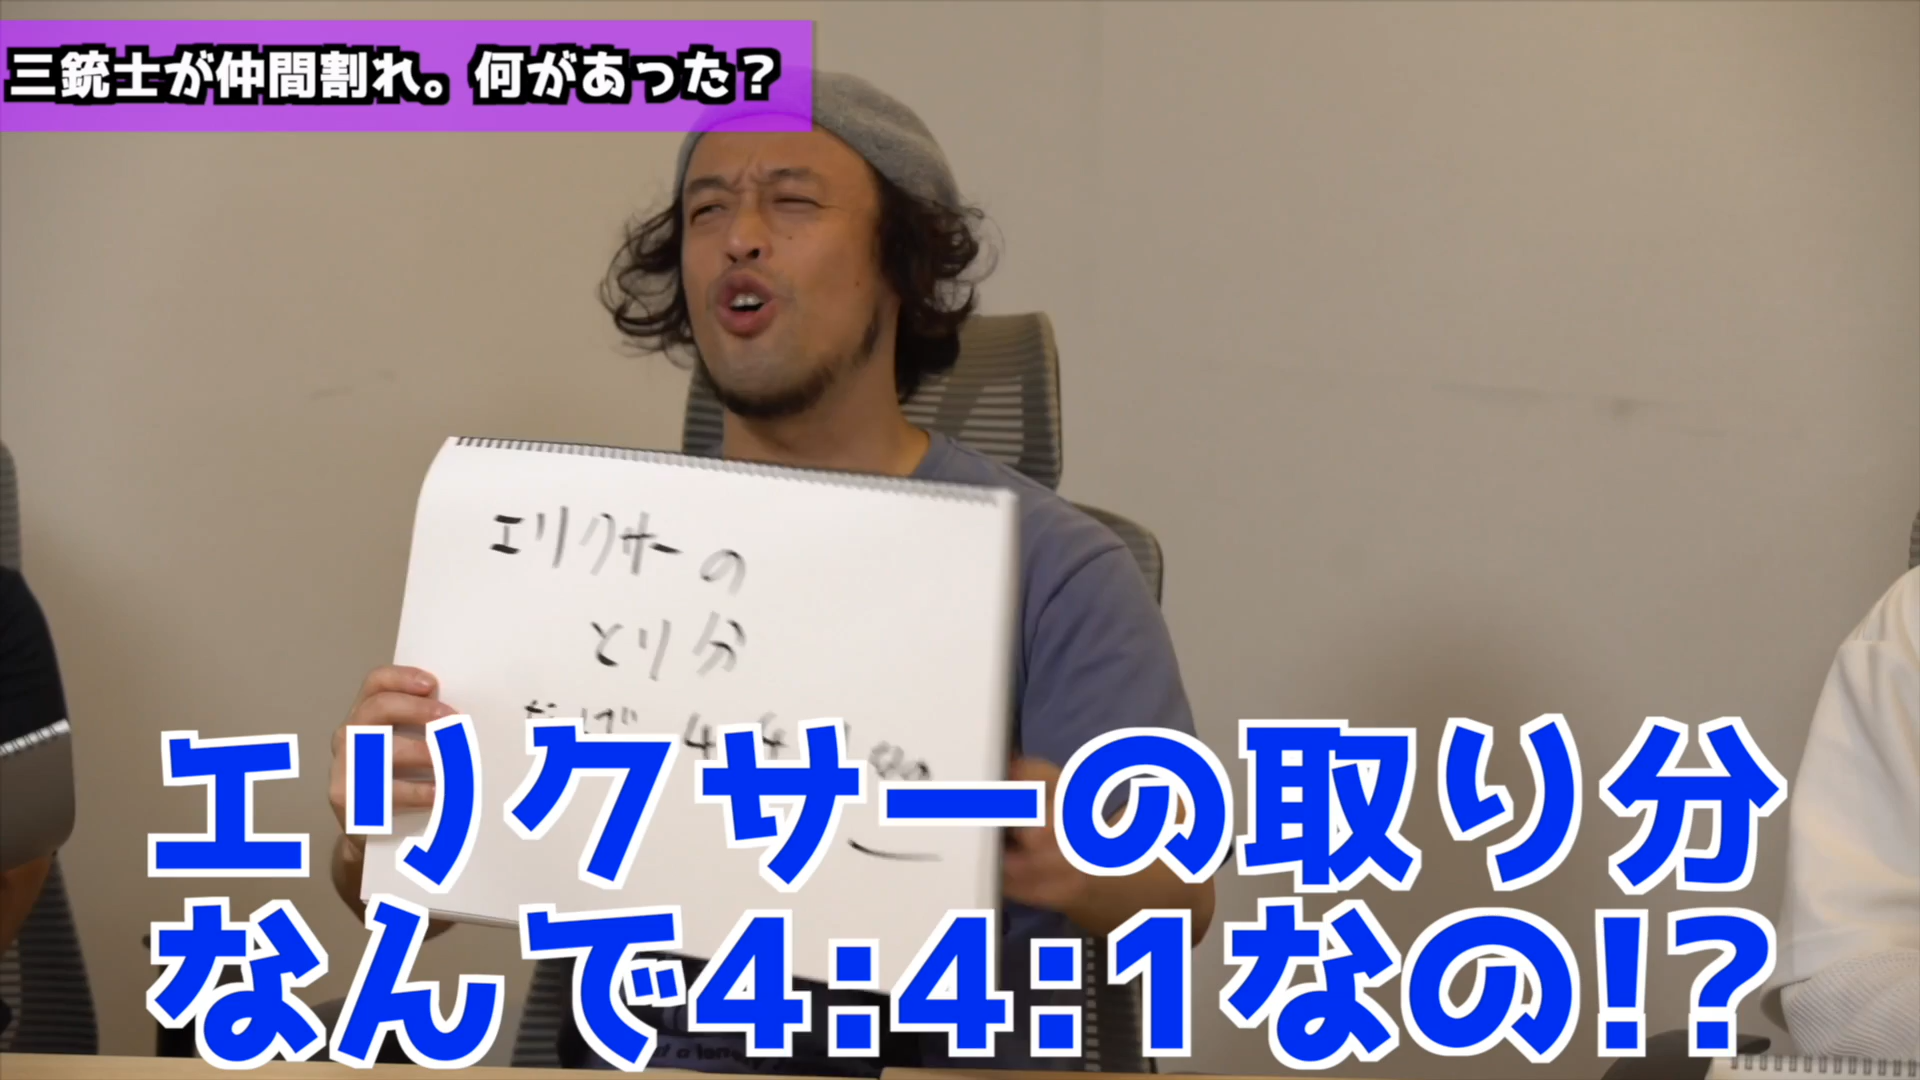 三銃士が仲間割れ。何があった？
エリクサーの
とり分
4 4
エリクサーの取り分
なんで4:4:1なの!?